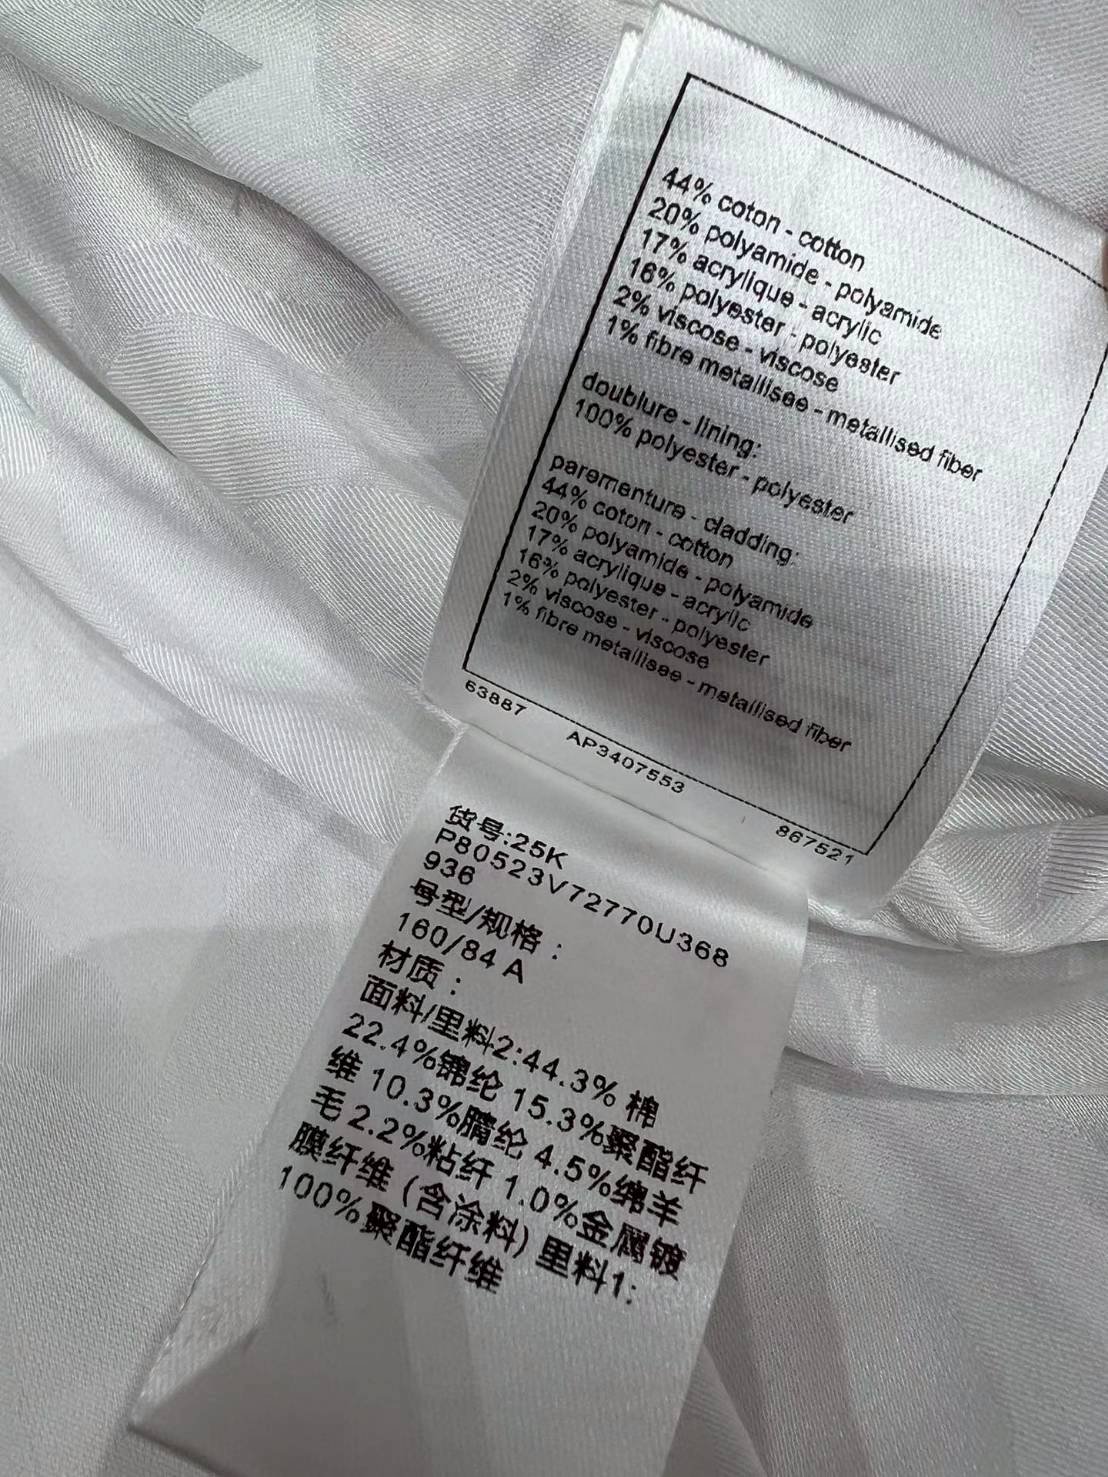 44% coton - cotton
20% polyamide - polyamide
17% acrylique - acrylic
16% polyester - polyester
2% viscose - viscose
1% fibre metallisee - metallised fiber
doublure - lining:
100% polyester - polyester
parementure - cladding:
44% coton - cotton
20% polyamide - polyamide
17% acrylique - acrylic
16% polyester - polyester
2% viscose - viscose
1% fibre metallisee - metallised fiber
63887 AP3407553 867521
货号:25K
P80523V72770U368
936
号型/规格：
160/84 A
材质：
面料/里料2:44.3% 棉
22.4%锦纶 15.3%聚酯纤
维 10.3%腈纶 4.5%绵羊
毛 2.2%粘纤 1.0%金属镀
膜纤维 (含涂料) 里料1:
100%聚酯纤维